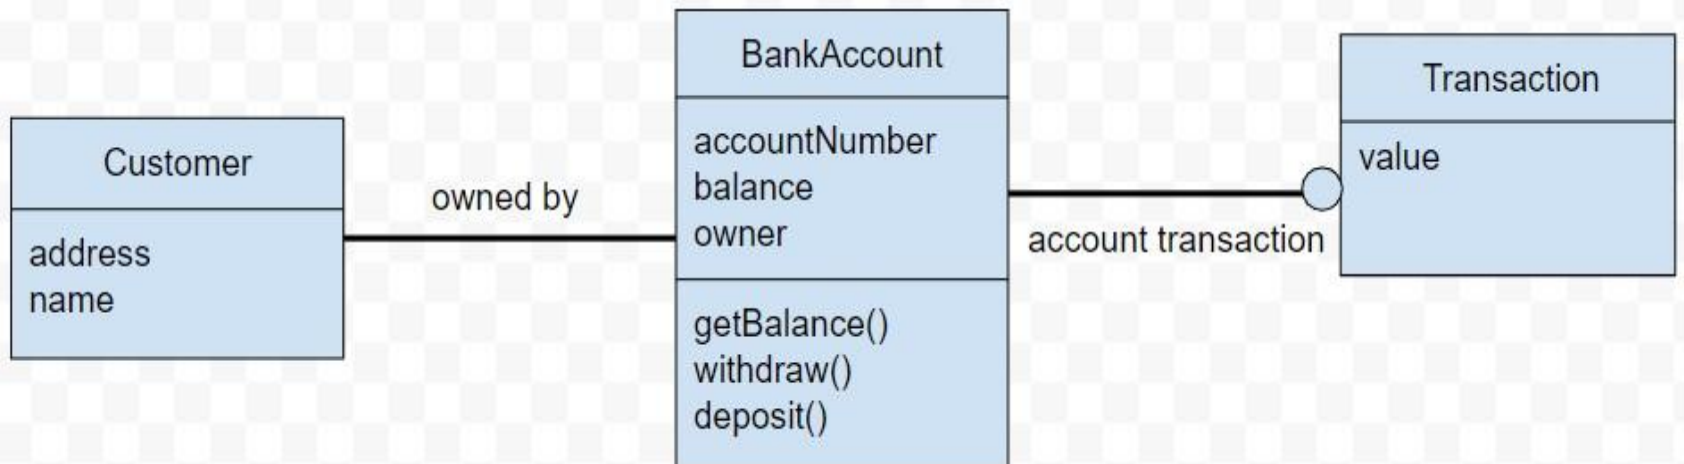 Customer
address
name
owned by
BankAccount
accountNumber
balance
owner
getBalance()
withdraw()
deposit()
account transaction
Transaction
value